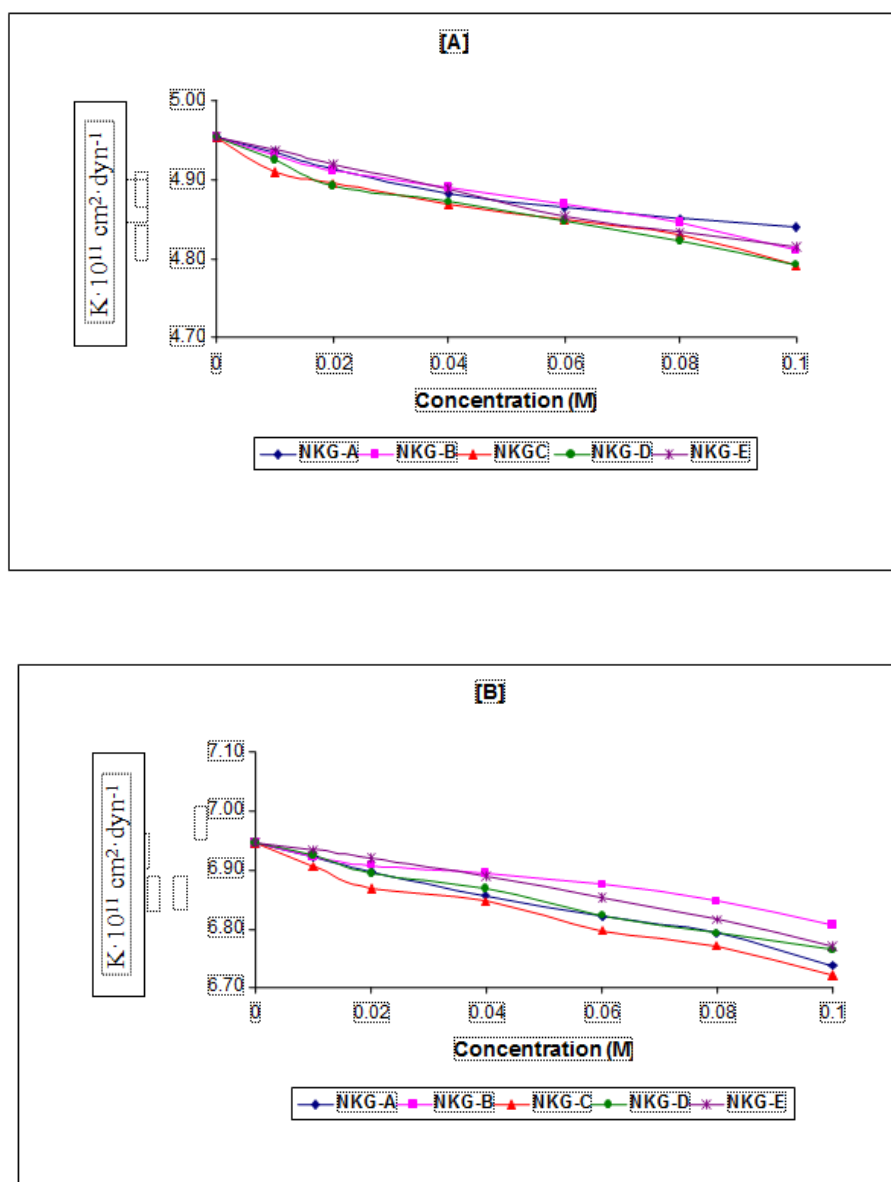 [A]
K·10¹¹ cm²·dyn⁻¹
5.00
4.90
4.80
4.70
0 0.02 0.04 0.06 0.08 0.1
Concentration (M)
NKG-A NKG-B NKGC NKG-D NKG-E
[B]
K·10¹¹ cm²·dyn⁻¹
7.10
7.00
6.90
6.80
6.70
0 0.02 0.04 0.06 0.08 0.1
Concentration (M)
NKG-A NKG-B NKG-C NKG-D NKG-E